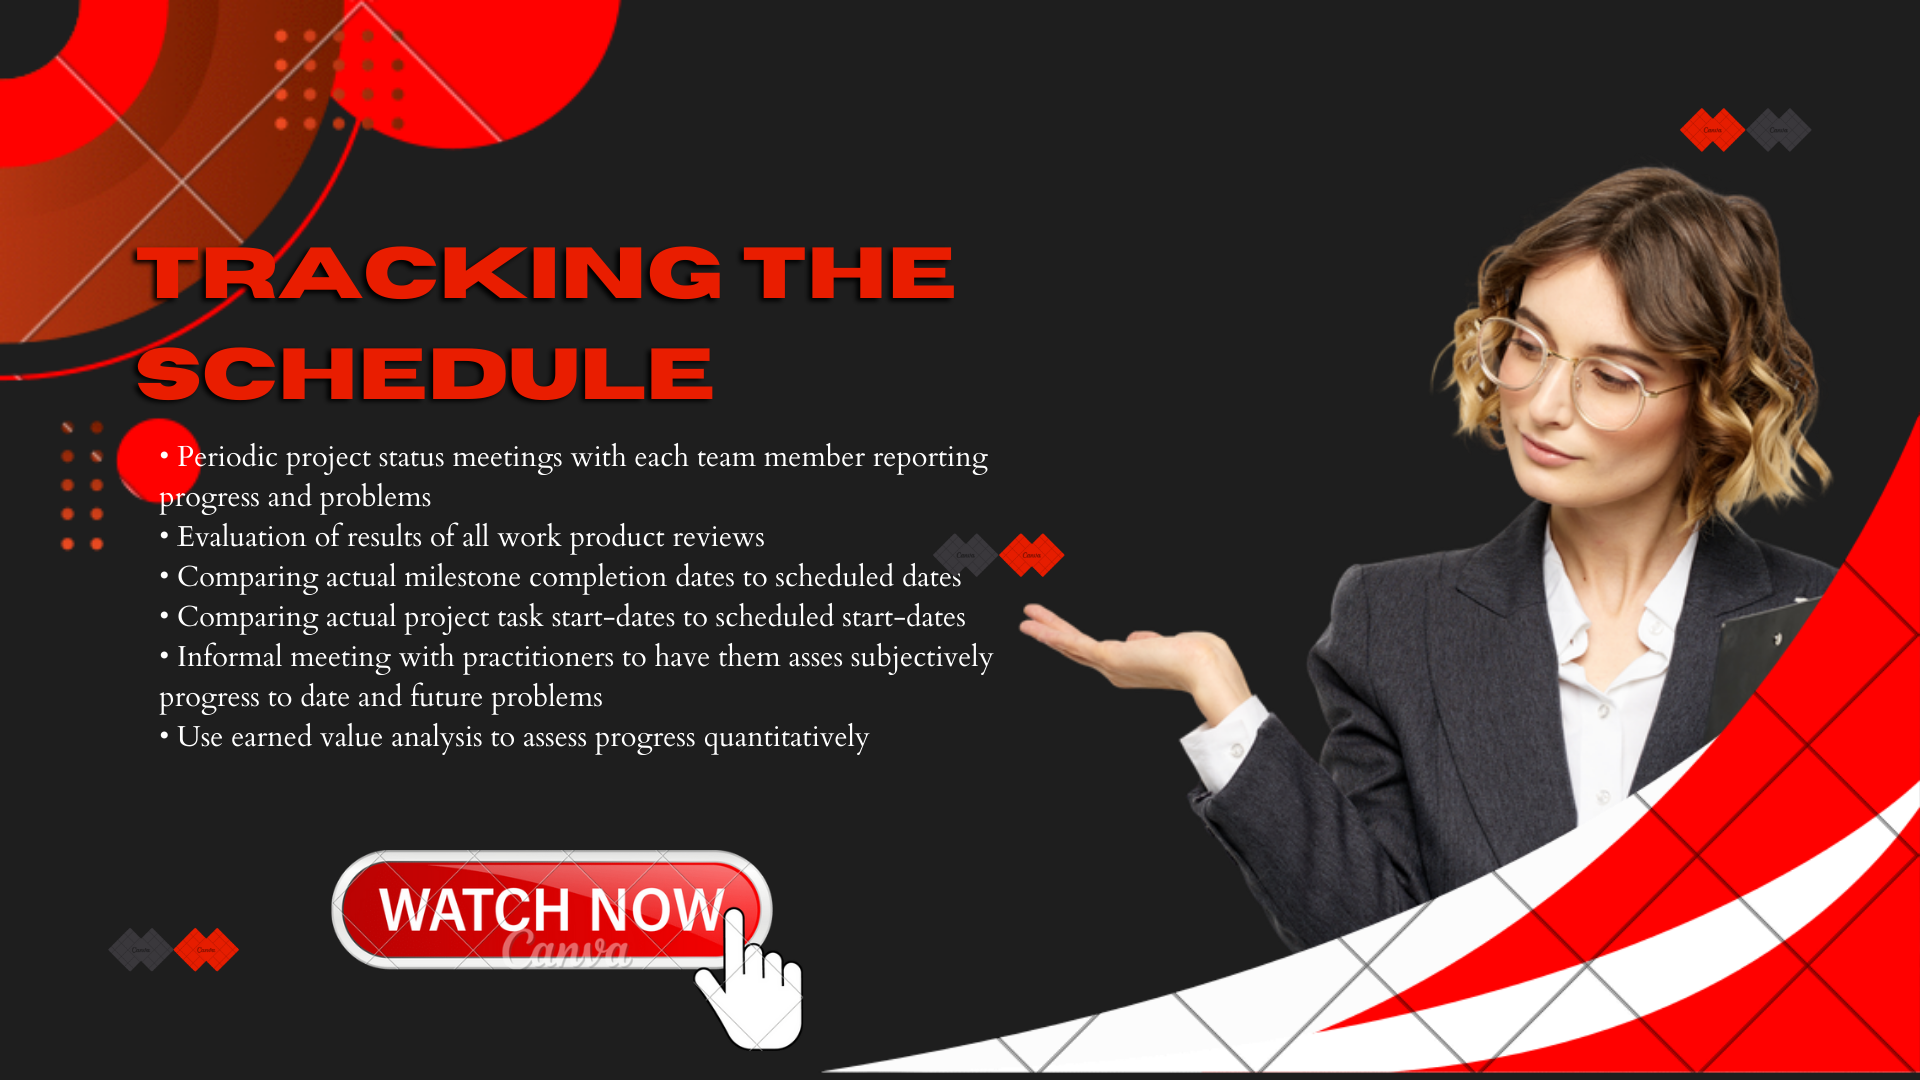 TRACKING THE
SCHEDULE
• Periodic project status meetings with each team member reporting
progress and problems
• Evaluation of results of all work product reviews
• Comparing actual milestone completion dates to scheduled dates
• Comparing actual project task start-dates to scheduled start-dates
• Informal meeting with practitioners to have them asses subjectively
progress to date and future problems
• Use earned value analysis to assess progress quantitatively
WATCH NOW
Canva